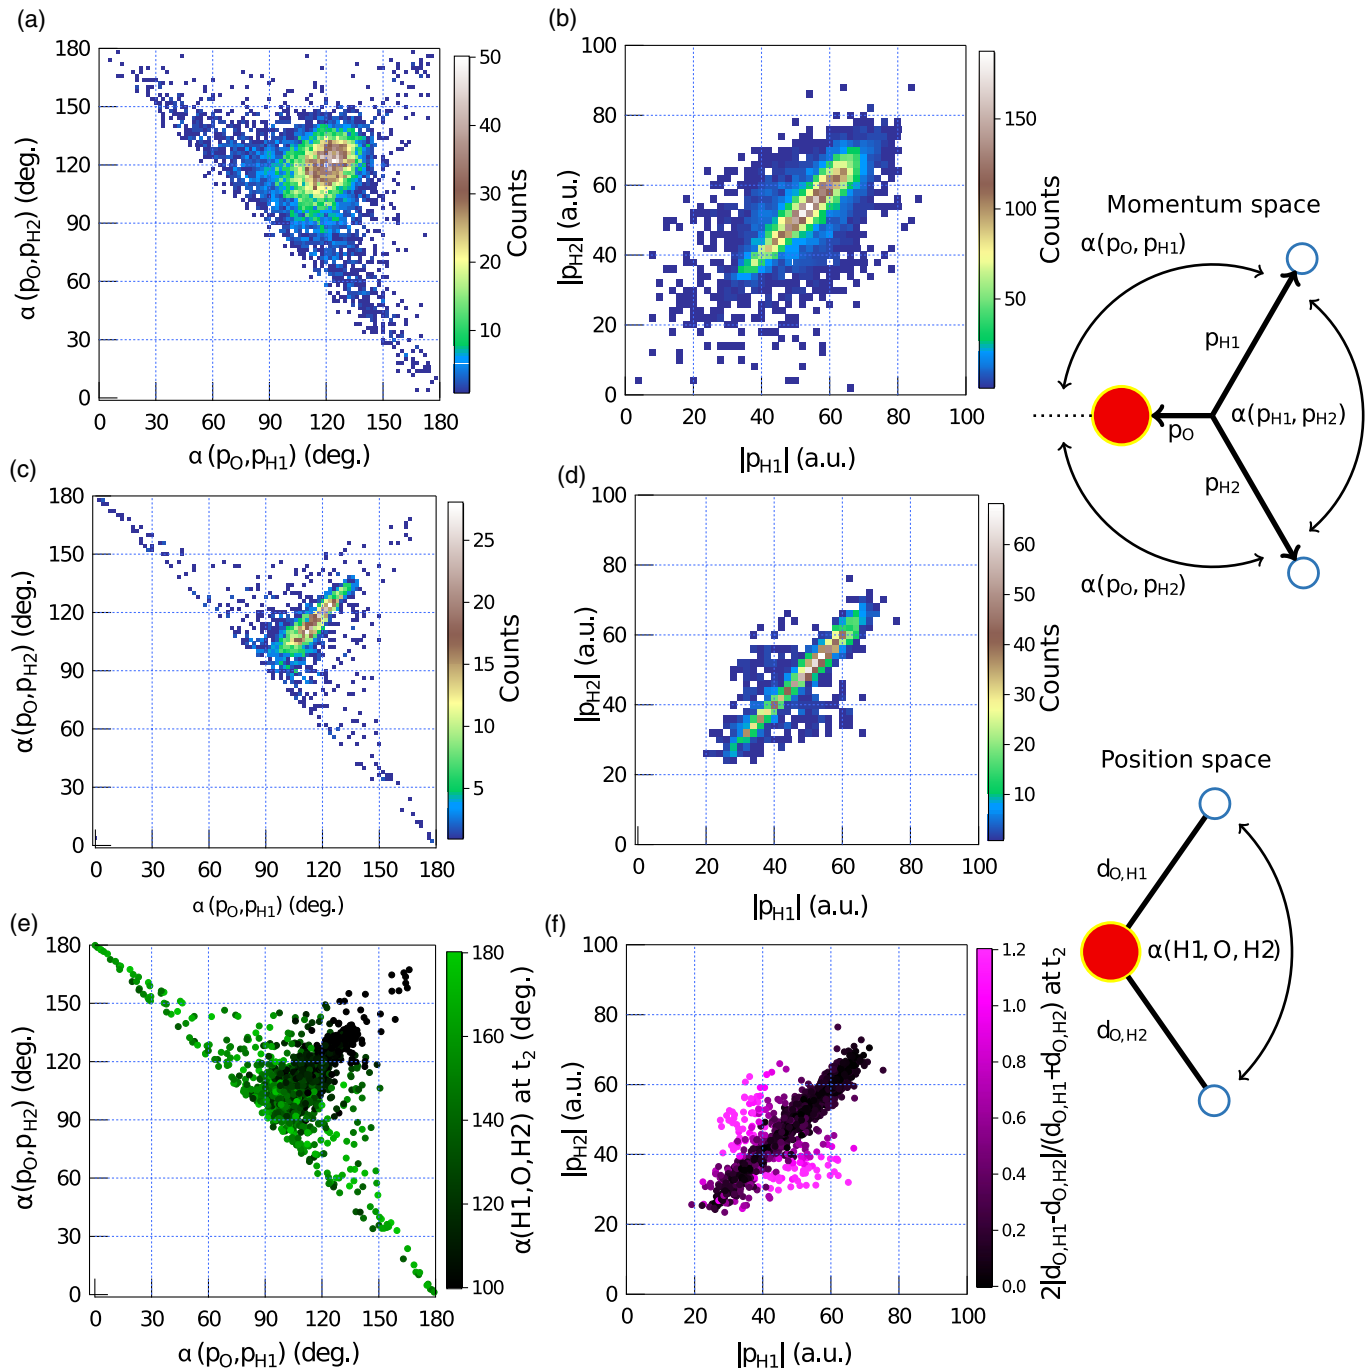 (a)
180
150
120
90
60
30
0
α (pO,pH2) (deg.)
0 30 60 90 120 150 180
α (pO,pH1) (deg.)
50
40
30
20
10
Counts
(b)
100
80
60
40
20
0
|pH2| (a.u.)
0 20 40 60 80 100
|pH1| (a.u.)
150
100
50
Counts
Momentum space
α(pO, pH1)
pH1
α(pH1, pH2)
pO
pH2
α(pO, pH2)
(c)
180
150
120
90
60
30
0
α(pO,pH2) (deg.)
0 30 60 90 120 150 180
α (pO,pH1) (deg.)
25
20
15
10
5
Counts
(d)
100
80
60
40
20
0
|pH2| (a.u.)
20 40 60 80 100
|pH1| (a.u.)
60
50
40
30
20
10
Counts
Position space
dO,H1
α(H1, O, H2)
dO,H2
(e)
180
150
120
90
60
30
0
α(pO,pH2) (deg.)
0 30 60 90 120 150 180
α (pO,pH1) (deg.)
180
160
140
120
100
α(H1,O,H2) at t2 (deg.)
(f)
100
80
60
40
20
0
|pH2| (a.u.)
0 20 40 60 80 100
|pH1| (a.u.)
1.2
1.0
0.8
0.6
0.4
0.2
0.0
2|dO,H1-dO,H2|/(dO,H1+dO,H2) at t2